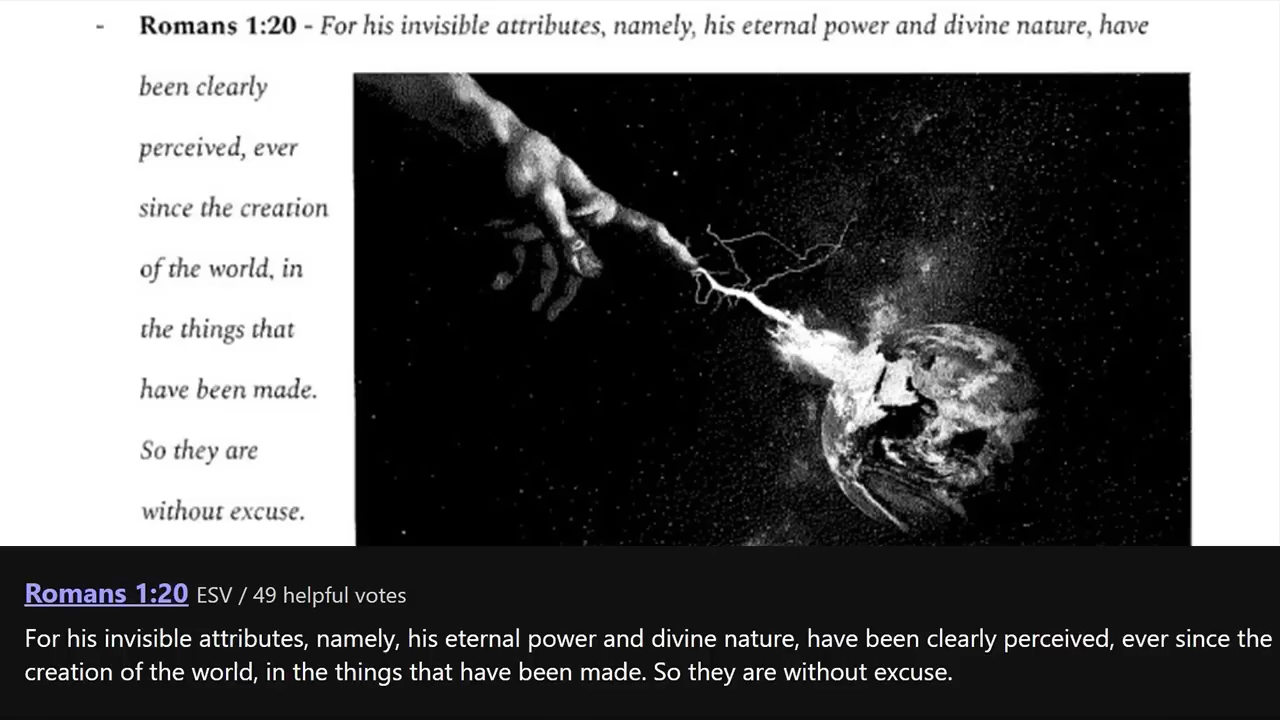 - Romans 1:20 - For his invisible attributes, namely, his eternal power and divine nature, have
been clearly
perceived, ever
since the creation
of the world, in
the things that
have been made.
So they are
without excuse.
Romans 1:20 ESV / 49 helpful votes
For his invisible attributes, namely, his eternal power and divine nature, have been clearly perceived, ever since the
creation of the world, in the things that have been made. So they are without excuse.